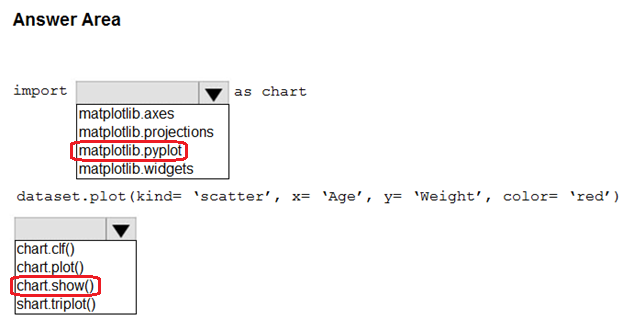 Answer Area
import as chart
matplotlib.axes
matplotlib.projections
matplotlib.pyplot
matplotlib.widgets
dataset.plot(kind= ‘scatter’, x= ‘Age’, y= ‘Weight’, color= ‘red’)
chart.clf()
chart.plot()
chart.show()
shart.triplot()